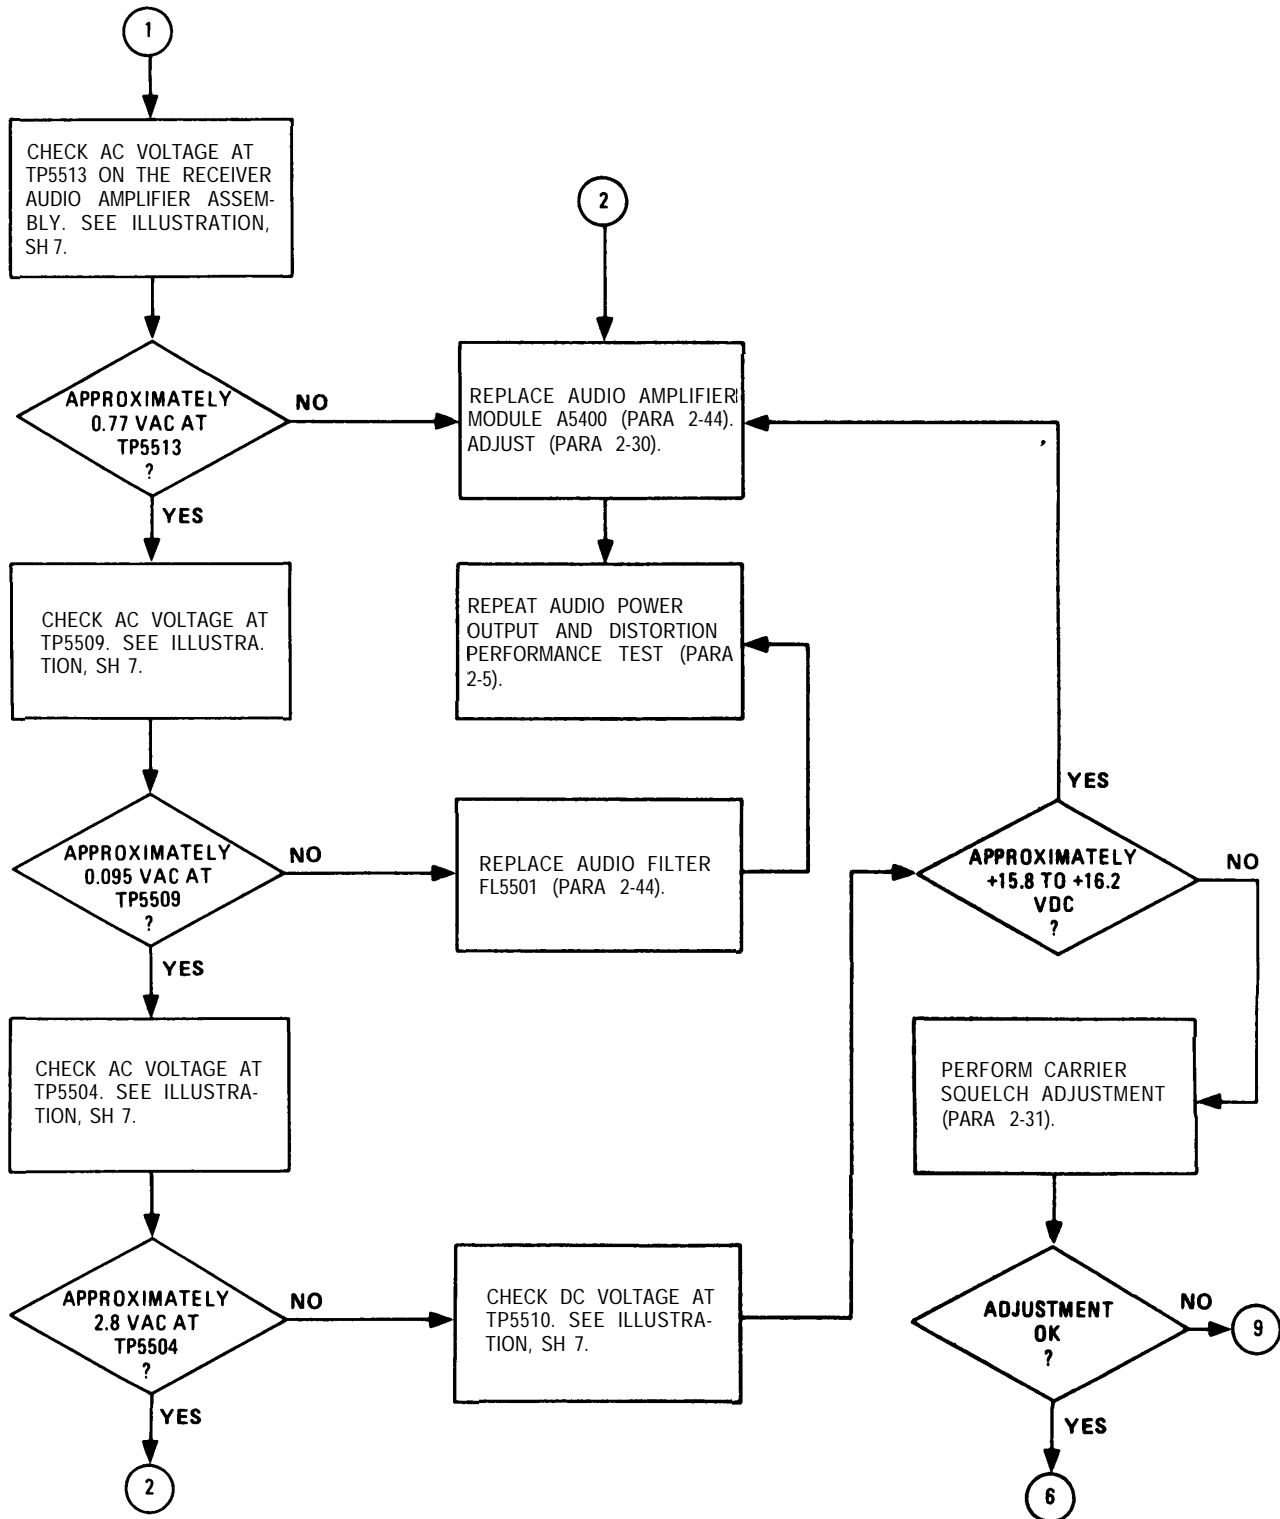 1
CHECK AC VOLTAGE AT
TP5513 ON THE RECEIVER
AUDIO AMPLIFIER ASSEM-
BLY. SEE ILLUSTRATION,
SH 7.
APPROXIMATELY
0.77 VAC AT
TP5513
?
NO
YES
CHECK AC VOLTAGE AT
TP5509. SEE ILLUSTRA.
TION, SH 7.
APPROXIMATELY
0.095 VAC AT
TP5509
?
NO
YES
CHECK AC VOLTAGE AT
TP5504. SEE ILLUSTRA-
TION, SH 7.
APPROXIMATELY
2.8 VAC AT
TP5504
?
NO
YES
2
2
REPLACE AUDIO AMPLIFIER
MODULE A5400 (PARA 2-44).
ADJUST (PARA 2-30).
REPEAT AUDIO POWER
OUTPUT AND DISTORTION
PERFORMANCE TEST (PARA
2-5).
REPLACE AUDIO FILTER
FL5501 (PARA 2-44).
CHECK DC VOLTAGE AT
TP5510. SEE ILLUSTRA-
TION, SH 7.
YES
APPROXIMATELY
+15.8 TO +16.2
VDC
?
NO
PERFORM CARRIER
SQUELCH ADJUSTMENT
(PARA 2-31).
ADJUSTMENT
OK
?
NO
9
YES
6